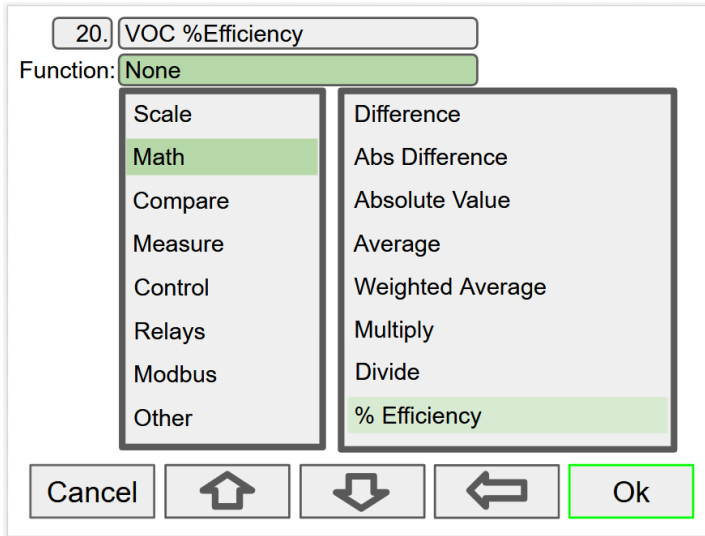 20. VOC %Efficiency
Function: None
Scale
Math
Compare
Measure
Control
Relays
Modbus
Other
Difference
Abs Difference
Absolute Value
Average
Weighted Average
Multiply
Divide
% Efficiency
Cancel Ok